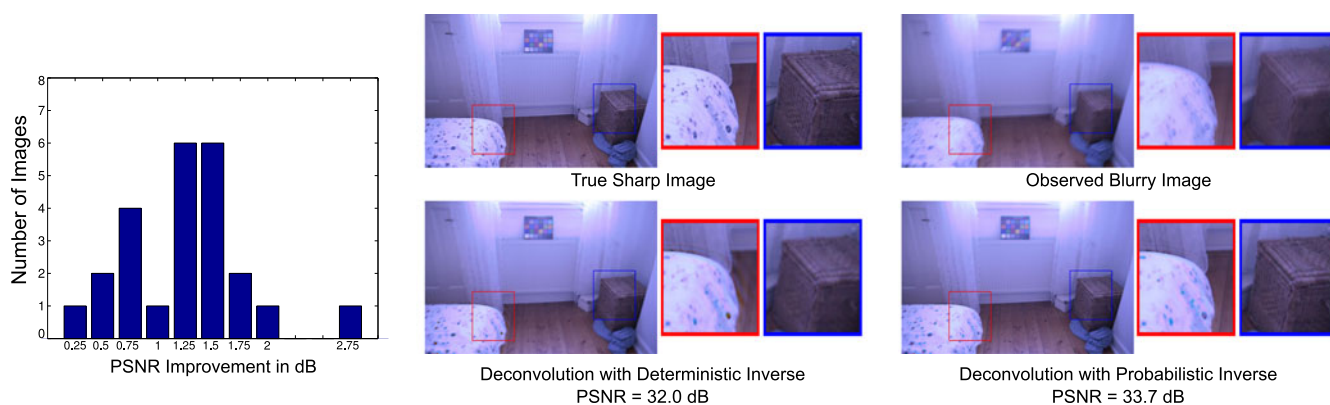 8
7
6
5
4
3
2
1
0
Number of Images
0.25 0.5 0.75 1 1.25 1.5 1.75 2 2.75
PSNR Improvement in dB
True Sharp Image
Observed Blurry Image
Deconvolution with Deterministic Inverse
PSNR = 32.0 dB
Deconvolution with Probabilistic Inverse
PSNR = 33.7 dB